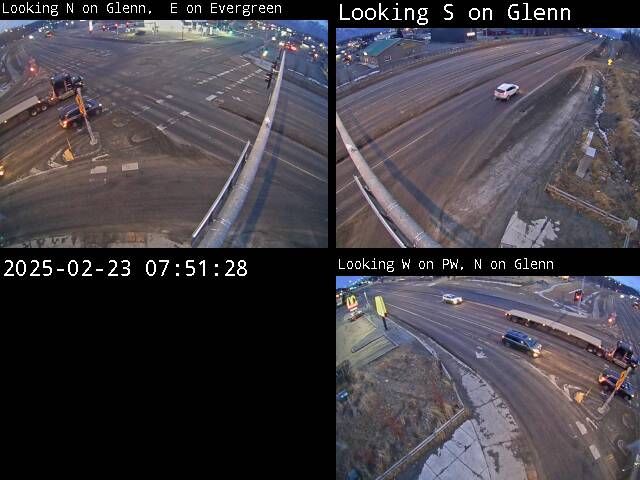 Looking N on Glenn,  E on Evergreen
Looking S on Glenn
2025-02-23 07:51:28
Looking W on PW, N on Glenn